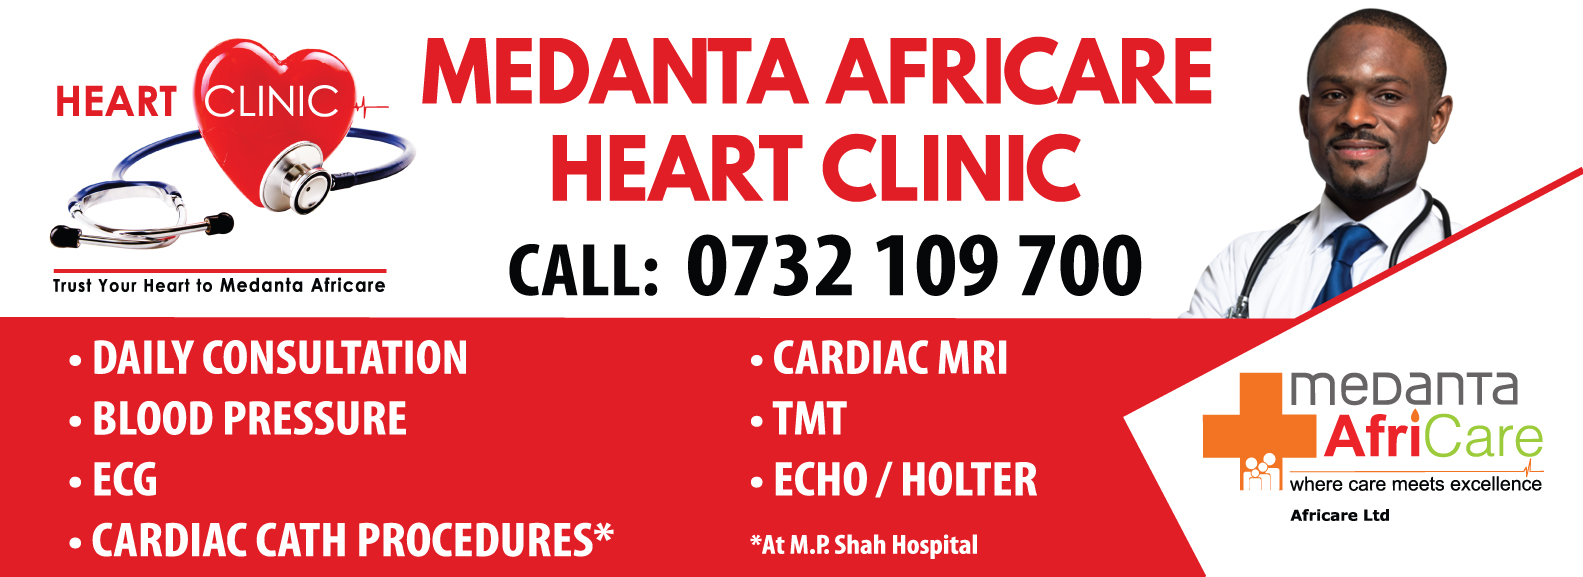 HEART CLINIC
Trust Your Heart to Medanta Africare
MEDANTA AFRICARE
HEART CLINIC
CALL: 0732 109 700
• DAILY CONSULTATION
• BLOOD PRESSURE
• ECG
• CARDIAC CATH PROCEDURES*
• CARDIAC MRI
• TMT
• ECHO / HOLTER
*At M.P. Shah Hospital
medanta
AfriCare
where care meets excellence
Africare Ltd